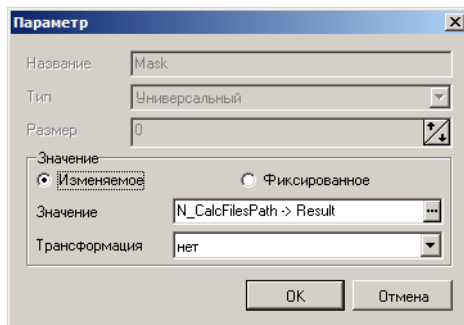 Параметр
Название Mask
Тип Универсальный
Размер 0
Значение
Изменяемое Фиксированное
Значение N_CalcFilesPath -> Result ...
Трансформация нет
OK Отмена